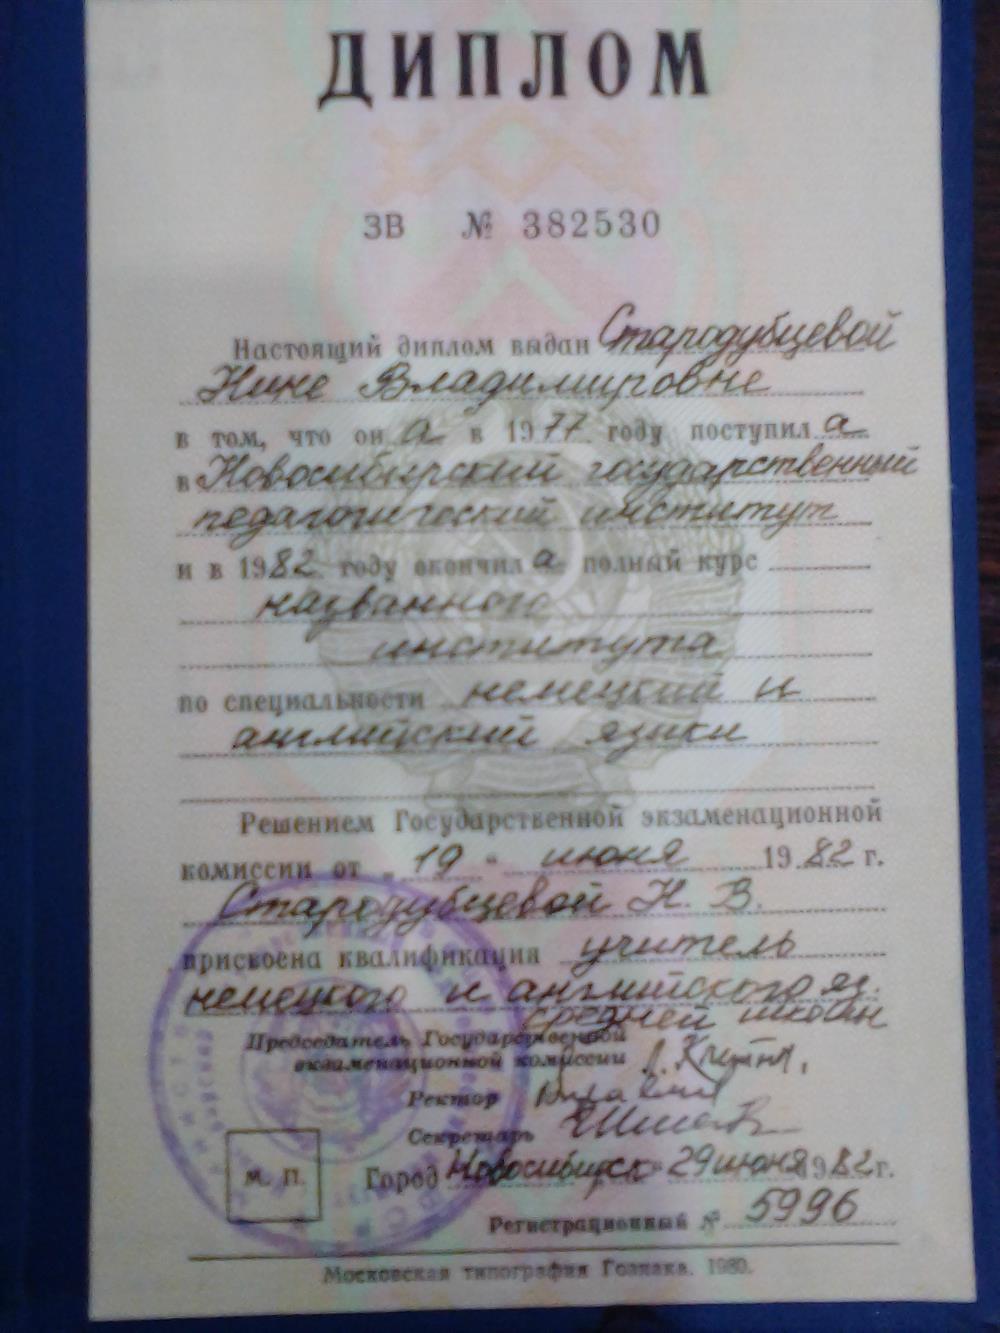 ДИПЛОМ
ЗВ № 382530
Настоящий диплом выдан Стародубцевой
Нине Владимировне
в том, что он а в 1977 году поступил а
в Новосибирский государственный
педагогический институт
и в 1982 году окончил а полный курс
названного
института
по специальности немецкий и
английский языки
Решением Государственной экзаменационной
комиссии от „ 19 “ июня 1982 г.
Стародубцевой Н. В.
присвоена квалификация учитель
немецкого и английского яз.
средней школы
Председатель Государственной
экзаменационной комиссии
Ректор
Секретарь
М. П.
Город Новосибирск 29 июня 1982 г.
Регистрационный № 5996
Московская типография Гознака. 1980.